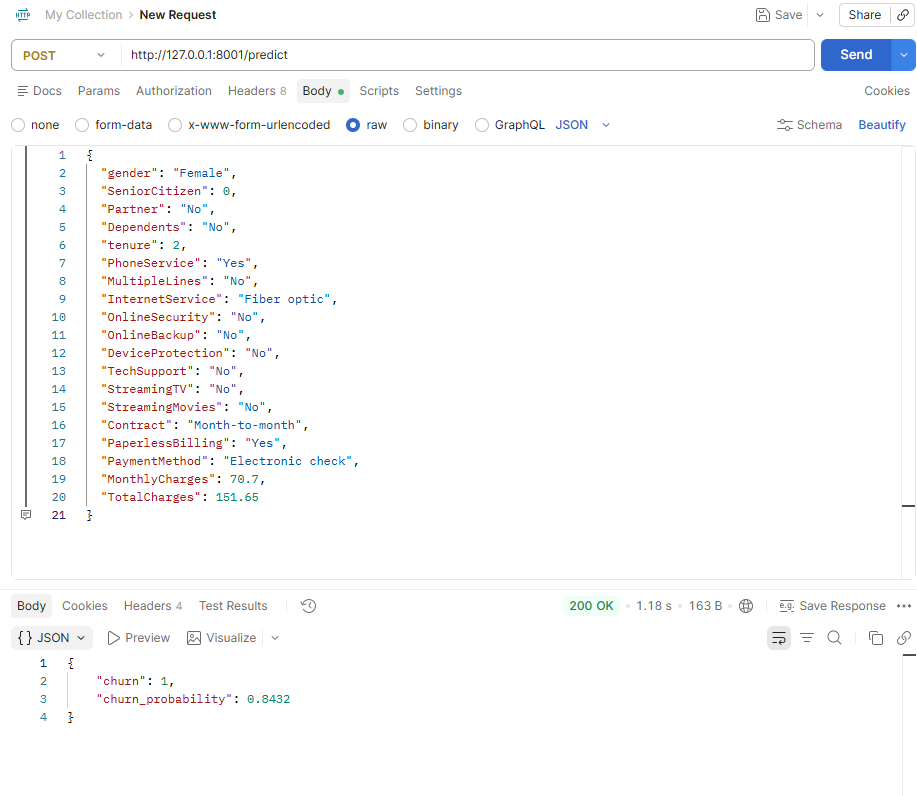 HTTP My Collection > New Request Save Share
POST http://127.0.0.1:8001/predict Send
Docs Params Authorization Headers 8 Body Scripts Settings Cookies
none form-data x-www-form-urlencoded raw binary GraphQL JSON Schema Beautify
1 {
2 "gender": "Female",
3 "SeniorCitizen": 0,
4 "Partner": "No",
5 "Dependents": "No",
6 "tenure": 2,
7 "PhoneService": "Yes",
8 "MultipleLines": "No",
9 "InternetService": "Fiber optic",
10 "OnlineSecurity": "No",
11 "OnlineBackup": "No",
12 "DeviceProtection": "No",
13 "TechSupport": "No",
14 "StreamingTV": "No",
15 "StreamingMovies": "No",
16 "Contract": "Month-to-month",
17 "PaperlessBilling": "Yes",
18 "PaymentMethod": "Electronic check",
19 "MonthlyCharges": 70.7,
20 "TotalCharges": 151.65
21 }
Body Cookies Headers 4 Test Results 200 OK • 1.18 s • 163 B • e.g. Save Response
{} JSON Preview Visualize
1 {
2 "churn": 1,
3 "churn_probability": 0.8432
4 }